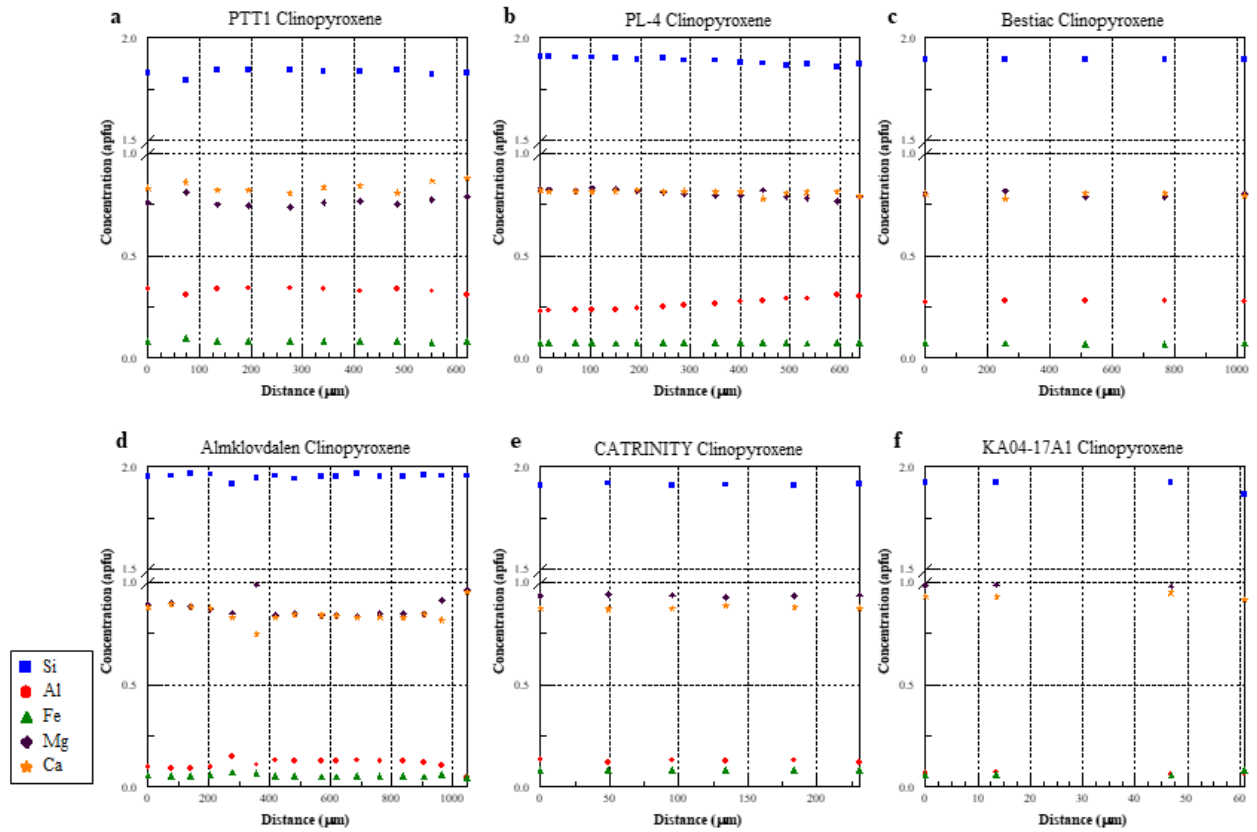 a PTT1 Clinopyroxene
2.0
1.5
1.0
0.5
0.0
Concentration (apfu)
0 100 200 300 400 500 600
Distance (μm)
b PL-4 Clinopyroxene
2.0
1.5
1.0
0.5
0.0
Concentration (apfu)
0 100 200 300 400 500 600
Distance (μm)
c Bestiac Clinopyroxene
2.0
1.5
1.0
0.5
0.0
Concentration (apfu)
0 200 400 600 800 1000
Distance (μm)
d Almklovdalen Clinopyroxene
2.0
1.5
1.0
0.5
0.0
Concentration (apfu)
0 200 400 600 800 1000
Distance (μm)
e CATRINITY Clinopyroxene
2.0
1.5
1.0
0.5
0.0
Concentration (apfu)
0 50 100 150 200
Distance (μm)
f KA04-17A1 Clinopyroxene
2.0
1.5
1.0
0.5
0.0
Concentration (apfu)
0 10 20 30 40 50 60
Distance (μm)
Si
Al
Fe
Mg
Ca